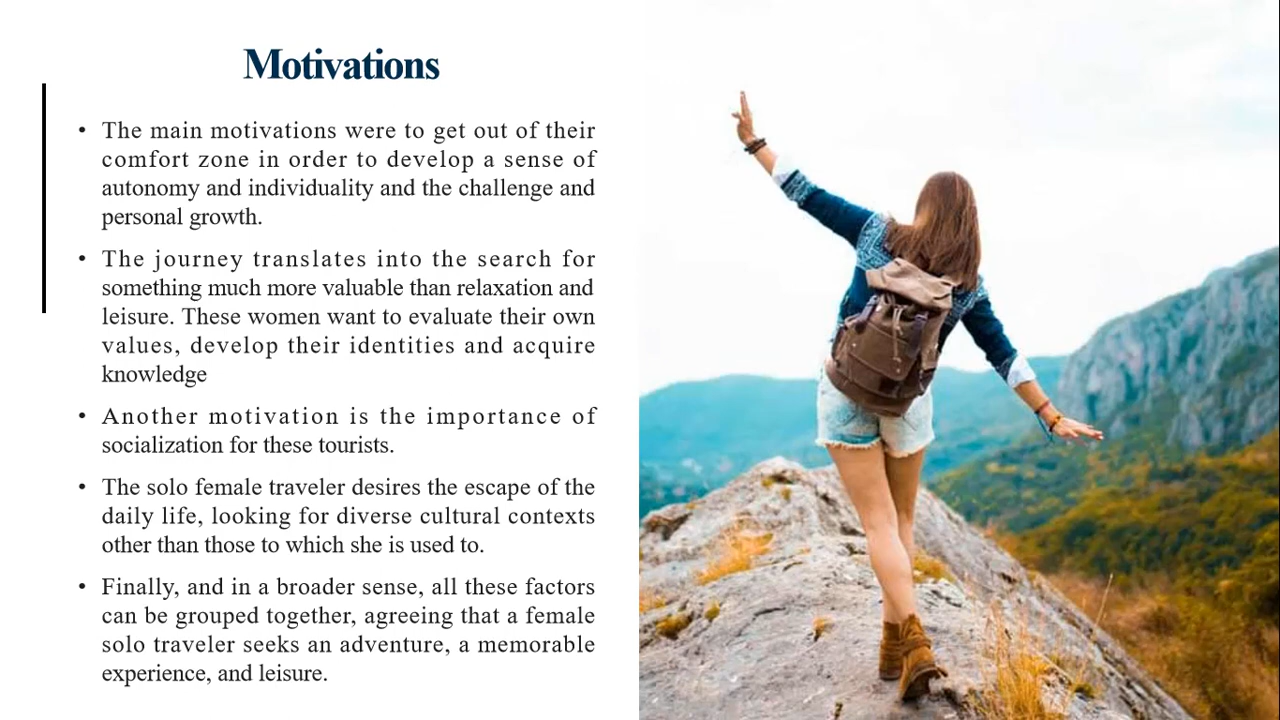 Motivations
• The main motivations were to get out of their
comfort zone in order to develop a sense of
autonomy and individuality and the challenge and
personal growth.
• The journey translates into the search for
something much more valuable than relaxation and
leisure. These women want to evaluate their own
values, develop their identities and acquire
knowledge
• Another motivation is the importance of
socialization for these tourists.
• The solo female traveler desires the escape of the
daily life, looking for diverse cultural contexts
other than those to which she is used to.
• Finally, and in a broader sense, all these factors
can be grouped together, agreeing that a female
solo traveler seeks an adventure, a memorable
experience, and leisure.